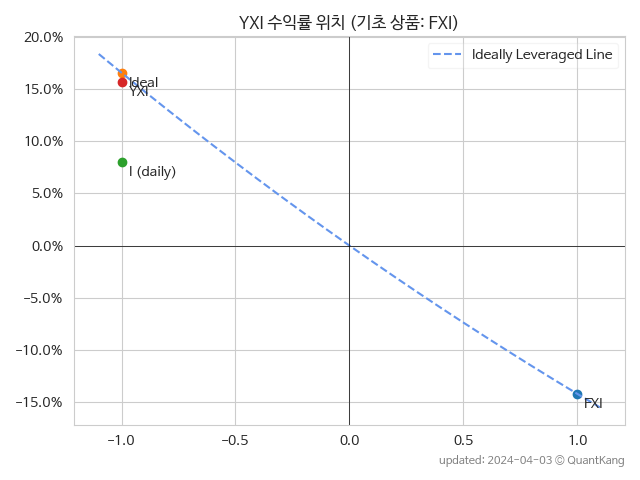 YXI 수익률 위치 (기초 상품: FXI)
20.0%
Ideally Leveraged Line
15.0%
Ideal
YXI
10.0%
I (daily)
5.0%
0.0%
−5.0%
−10.0%
−15.0%
FXI
−1.0
−0.5
0.0
0.5
1.0
updated: 2024-04-03 © QuantKang